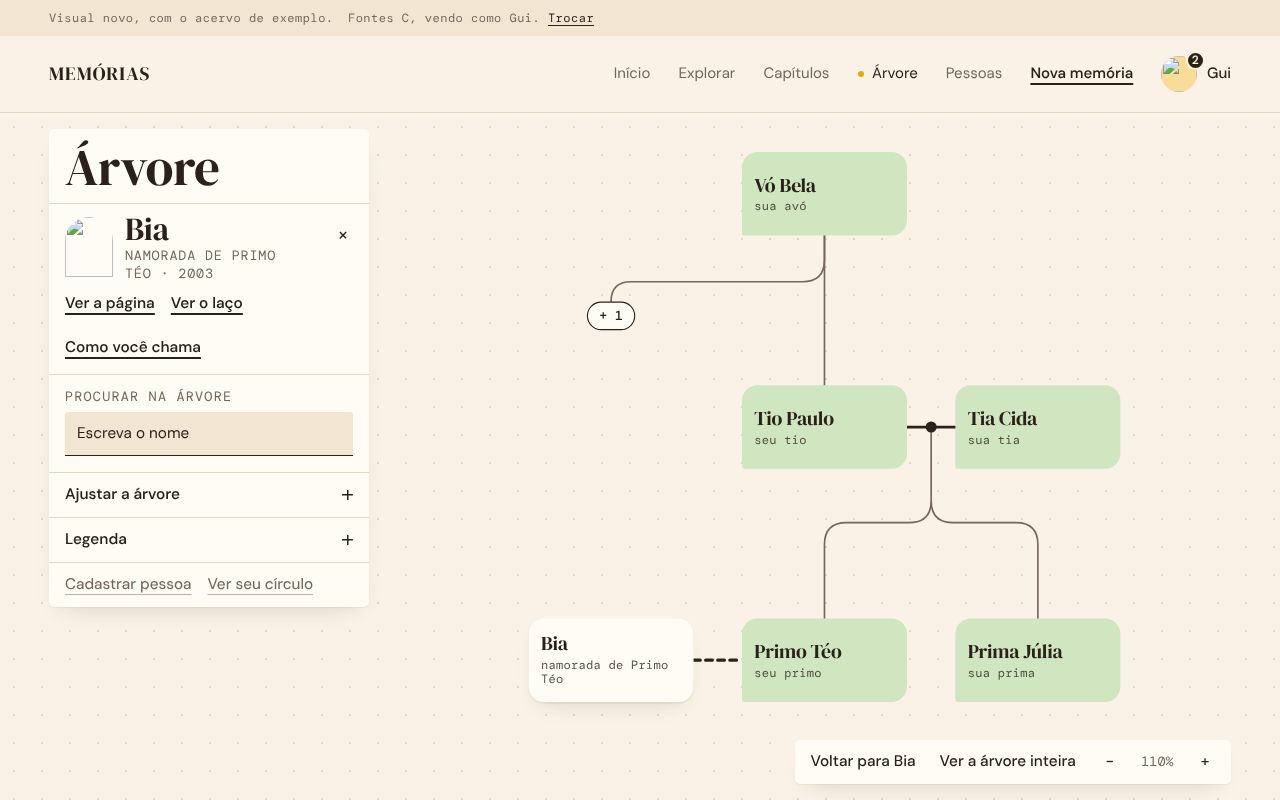 Visual novo, com o acervo de exemplo. Fontes C, vendo como Gui. Trocar
MEMÓRIAS
Início
Explorar
Capítulos
Árvore
Pessoas
Nova memória
2
Gui
Árvore
Bia
×
NAMORADA DE PRIMO
TÉO · 2003
Ver a página
Ver o laço
Como você chama
PROCURAR NA ÁRVORE
Escreva o nome
Ajustar a árvore +
Legenda +
Cadastrar pessoa
Ver seu círculo
Vó Bela
sua avó
+ 1
Tio Paulo
seu tio
Tia Cida
sua tia
Bia
namorada de Primo
Téo
Primo Téo
seu primo
Prima Júlia
sua prima
Voltar para Bia
Ver a árvore inteira
− 110% +